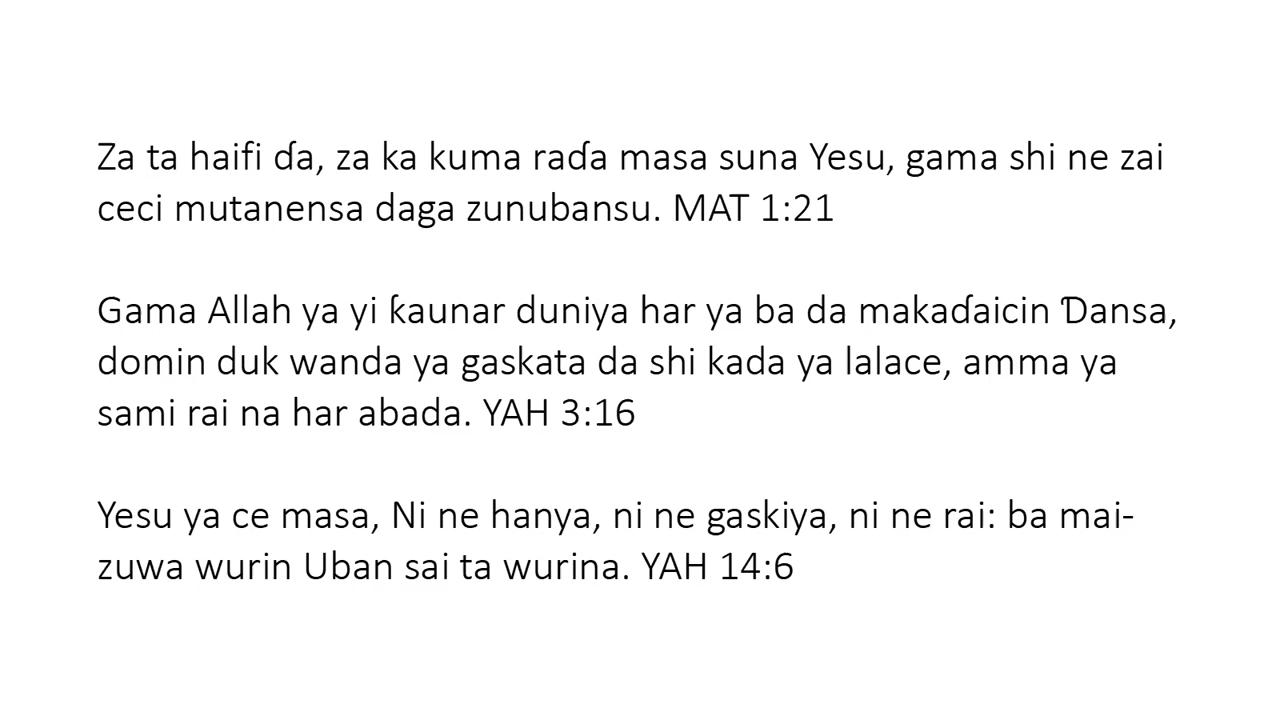 Za ta haifi ɗa, za ka kuma raɗa masa suna Yesu, gama shi ne zai
ceci mutanensa daga zunubansu. MAT 1:21
Gama Allah ya yi ƙaunar duniya har ya ba da makaɗaicin Ɗansa,
domin duk wanda ya gaskata da shi kada ya lalace, amma ya
sami rai na har abada. YAH 3:16
Yesu ya ce masa, Ni ne hanya, ni ne gaskiya, ni ne rai: ba mai-
zuwa wurin Uban sai ta wurina. YAH 14:6